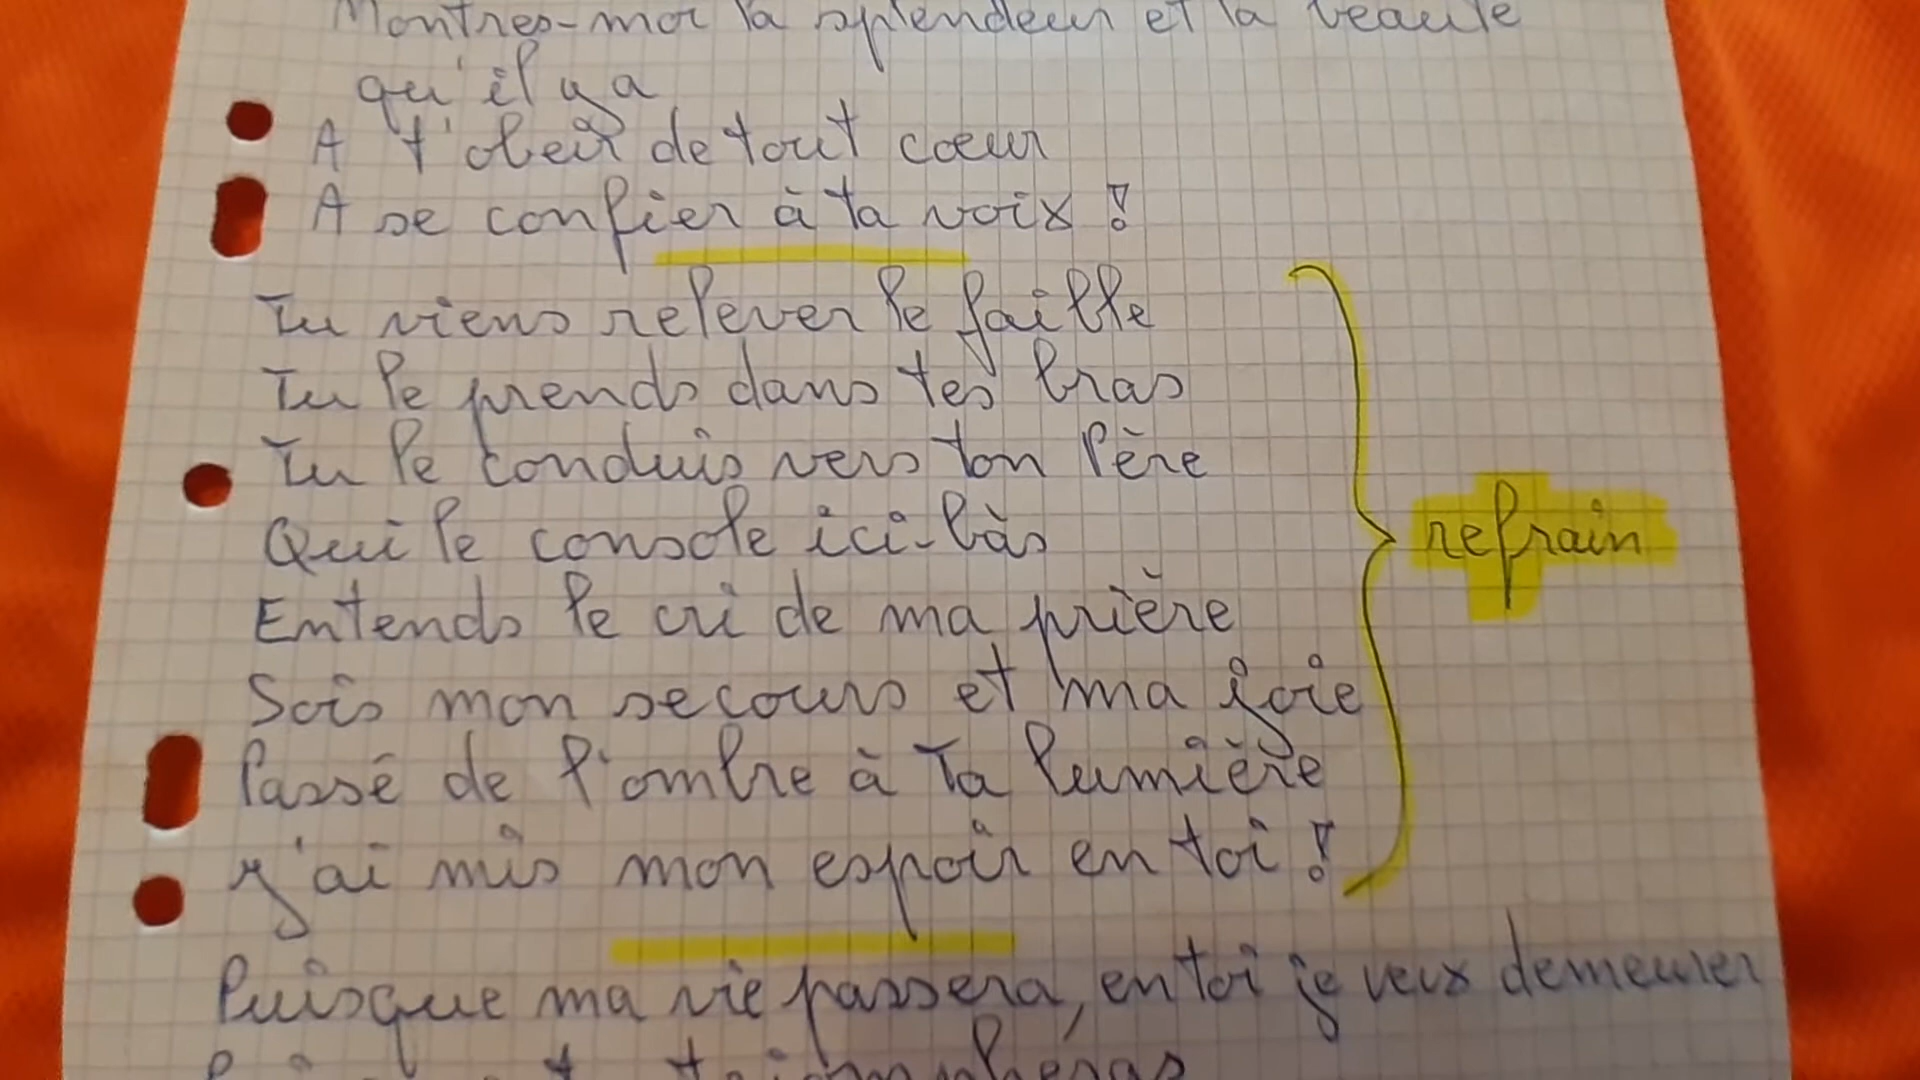 Montres-moi la splendeur et la beauté
qu'il y a
A t'obeir de tout cœur
A se confier à ta voix !
Tu viens relever le faible
Tu le prends dans tes bras
Tu le conduis vers ton Père
Qui le console ici-bàs
Entends le cri de ma prière
Sois mon secours et ma joie
refrain
Passé de l'ombre à Ta lumière
J'ai mis mon espoir en toi !
Puisque ma vie passera, en toi je veux demeurer
triompheras